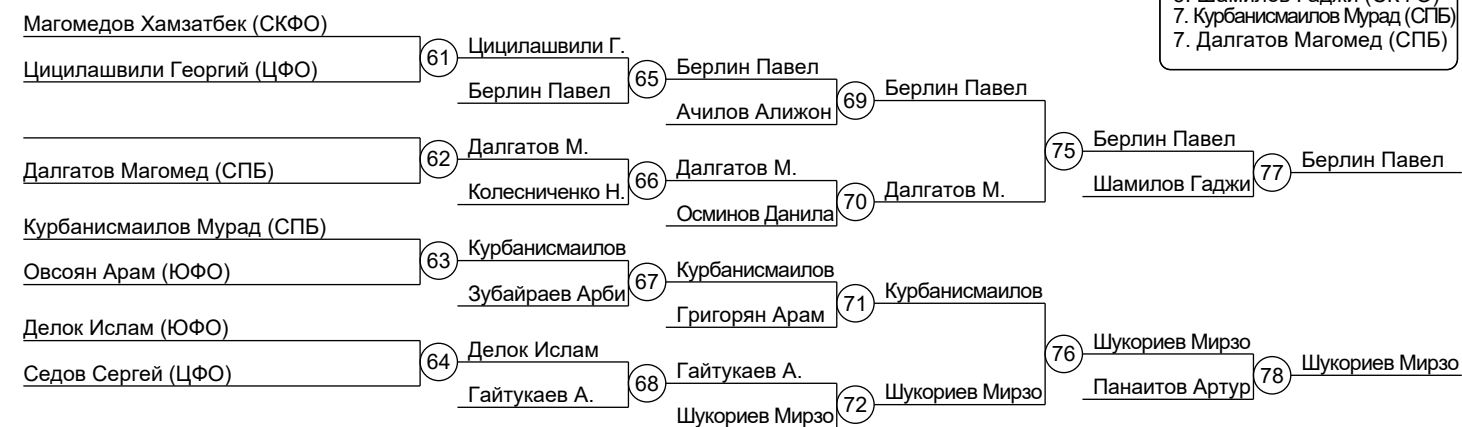 7. Курбанисмаилов Мурад (СПБ)
7. Далгатов Магомед (СПБ)
Магомедов Хамзатбек (СКФО)
Цицилашвили Георгий (ЦФО)
61
Цицилашвили Г.
Берлин Павел
65
Берлин Павел
Ачилов Алижон
69
Берлин Павел
Далгатов Магомед (СПБ)
62
Далгатов М.
Колесниченко Н.
66
Далгатов М.
Осминов Данила
70
Далгатов М.
75
Берлин Павел
Шамилов Гаджи
77
Берлин Павел
Курбанисмаилов Мурад (СПБ)
Овсоян Арам (ЮФО)
63
Курбанисмаилов
Зубайраев Арби
67
Курбанисмаилов
Григорян Арам
71
Курбанисмаилов
Делок Ислам (ЮФО)
Седов Сергей (ЦФО)
64
Делок Ислам
Гайтукаев А.
68
Гайтукаев А.
Шукориев Мирзо
72
Шукориев Мирзо
76
Шукориев Мирзо
Панаитов Артур
78
Шукориев Мирзо